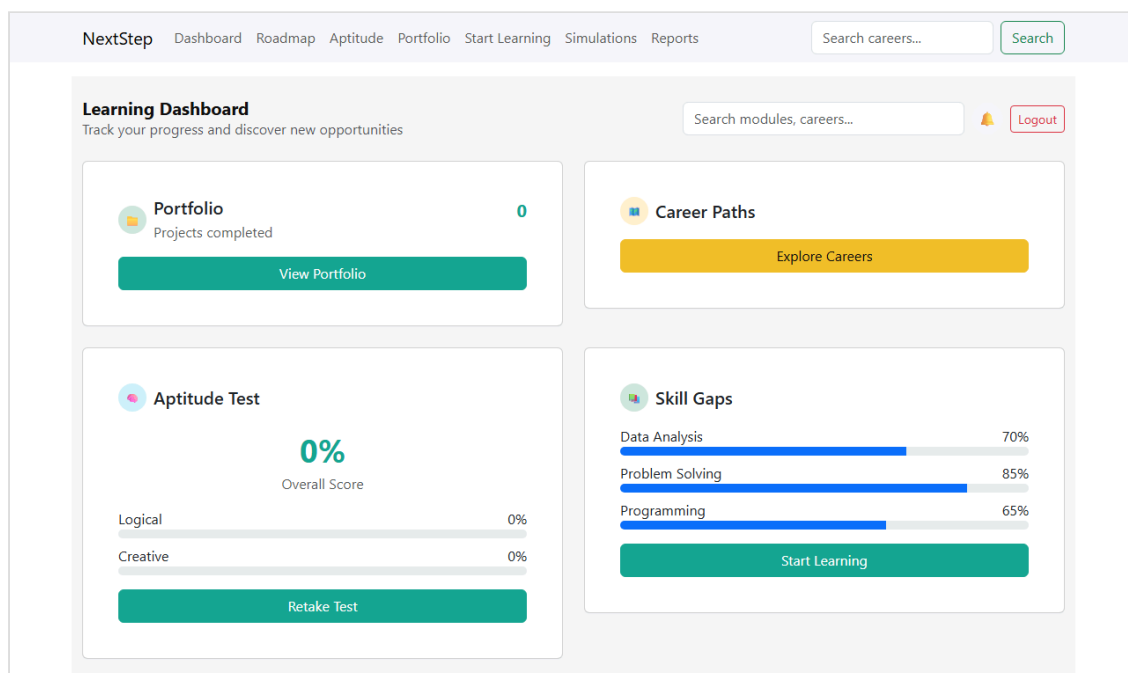 NextStep Dashboard Roadmap Aptitude Portfolio Start Learning Simulations Reports Search careers... Search
Learning Dashboard
Track your progress and discover new opportunities
Search modules, careers... Logout
Portfolio
Projects completed
0
View Portfolio
Career Paths
Explore Careers
Aptitude Test
0%
Overall Score
Logical 0%
Creative 0%
Retake Test
Skill Gaps
Data Analysis 70%
Problem Solving 85%
Programming 65%
Start Learning